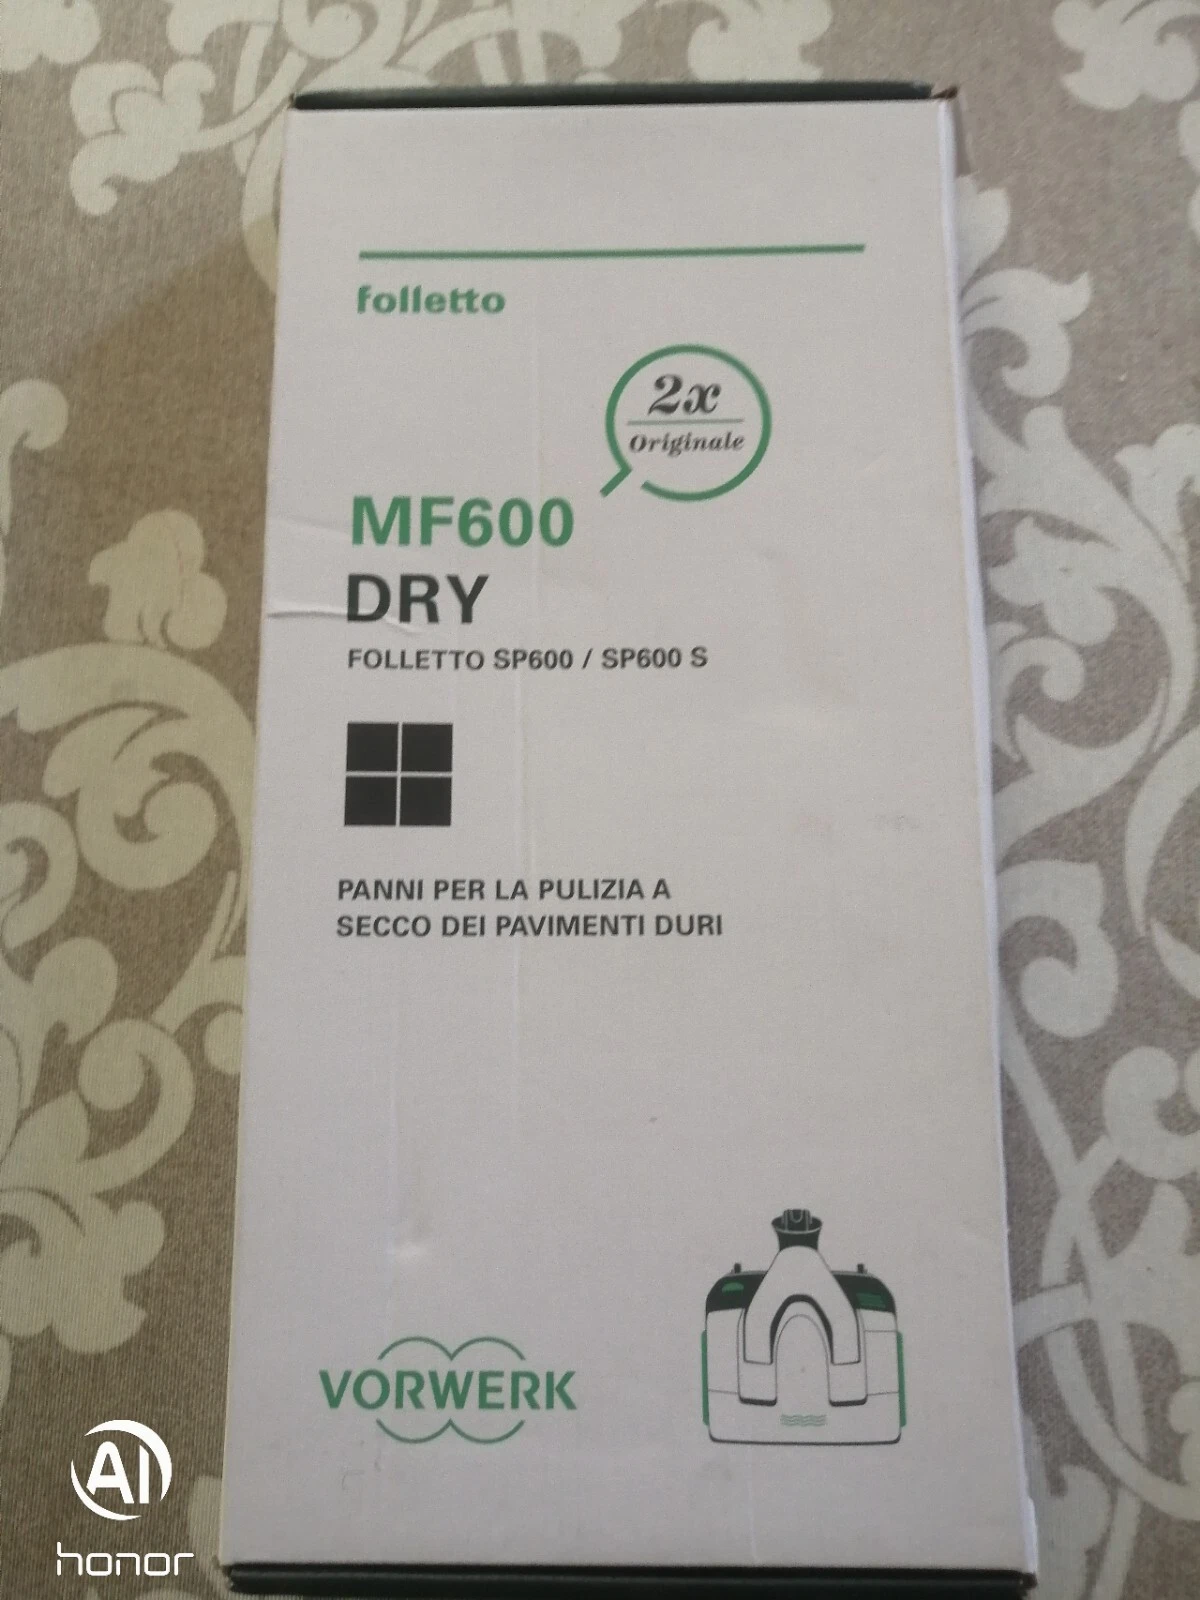 folletto
2x
Originale
MF600
DRY
FOLLETTO SP600 / SP600 S
PANNI PER LA PULIZIA A
SECCO DEI PAVIMENTI DURI
VORWERK
AI
honor